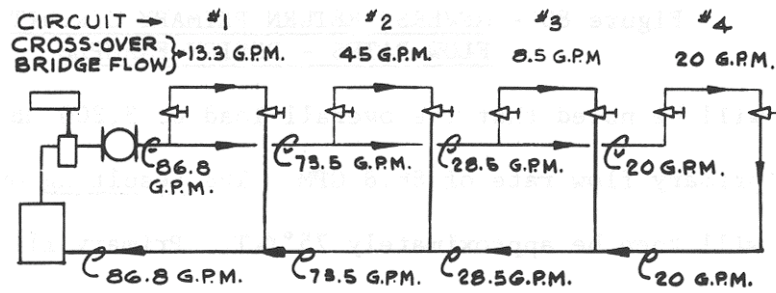 CIRCUIT → #1 #2 #3 #4
CROSS-OVER BRIDGE FLOW } 13.3 G.P.M. 45 G.P.M. 8.5 G.P.M 20 G.P.M.
86.8 G.P.M. 73.5 G.P.M. 28.5 G.P.M. 20 G.P.M.
86.8 G.P.M. 73.5 G.P.M. 28.5 G.P.M. 20 G.P.M.